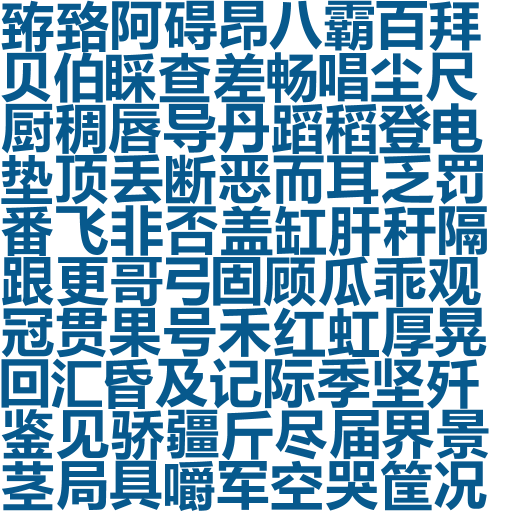 䇍䇔阿碍昂八霸百拜
贝伯睬查差畅唱尘尺
厨稠唇导丹蹈稻登电
垫顶丢断恶而耳乏罚
番飞非否盖缸肝秆隔
跟更哥弓固顾瓜乖观
冠贯果号禾红虹厚晃
回汇昏及记际季坚歼
鉴见骄疆斤尽届界景
茎局具嚼军空哭筐况